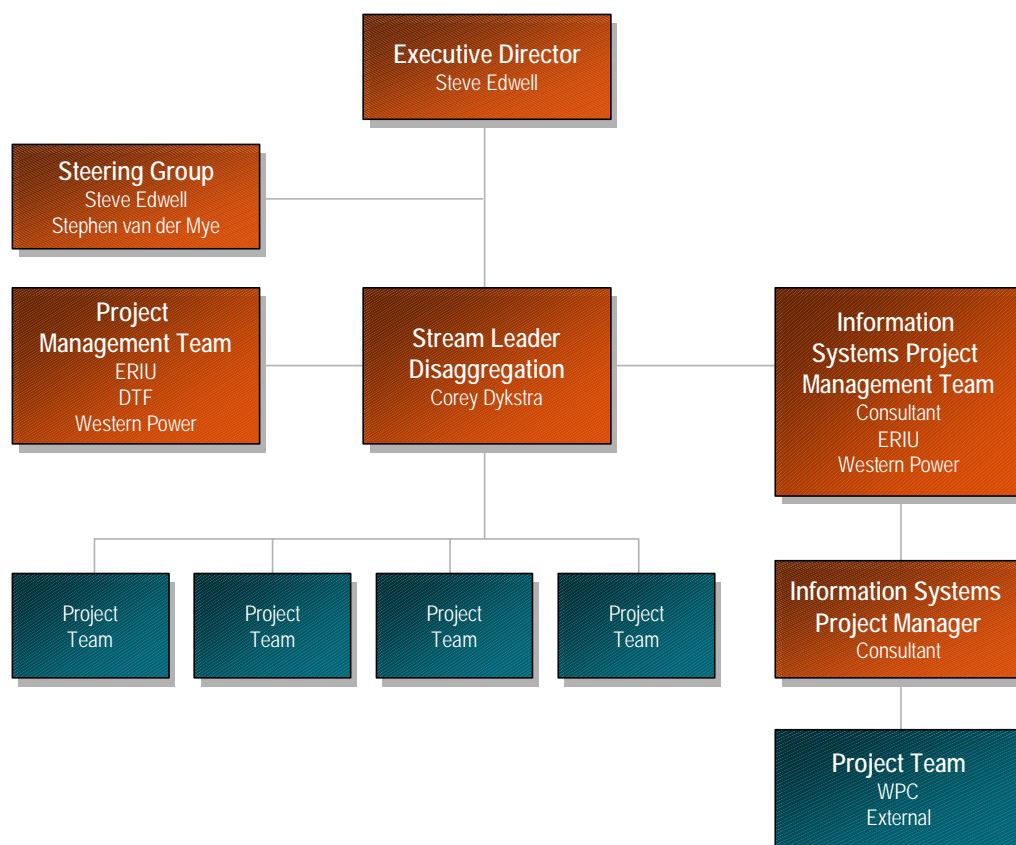 Executive Director
Steve Edwell
Steering Group
Steve Edwell
Stephen van der Mye
Project
Management Team
ERIU
DTF
Western Power
Stream Leader
Disaggregation
Corey Dykstra
Information
Systems Project
Management Team
Consultant
ERIU
Western Power
Project
Team
Project
Team
Project
Team
Project
Team
Information Systems
Project Manager
Consultant
Project Team
WPC
External